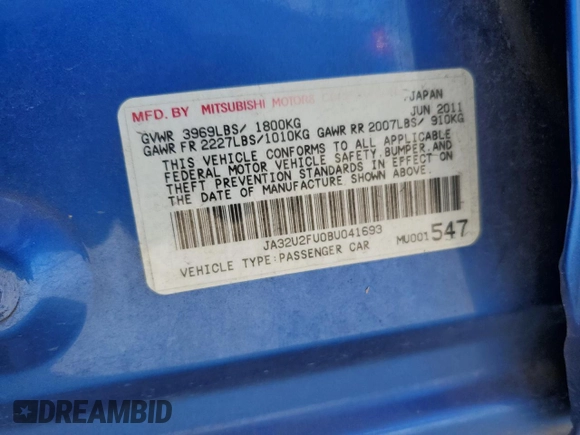 MFD. BY MITSUBISHI MOTORS JAPAN
GVWR 3969LBS/ 1800KG JUN 2011
GAWR FR 2227LBS/1010KG GAWR RR 2007LBS/ 910KG
THIS VEHICLE CONFORMS TO ALL APPLICABLE
FEDERAL MOTOR VEHICLE SAFETY,BUMPER,AND
THEFT PREVENTION STANDARDS IN EFFECT ON
THE DATE OF MANUFACTURE SHOWN ABOVE.
JA32U2FU0BU041693
VEHICLE TYPE:PASSENGER CAR MU001547
DREAMBID